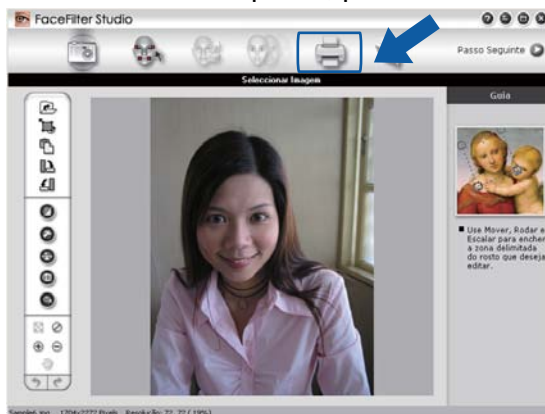 FaceFilter Studio
Passo Seguinte
Seleccionar Imagem
Guia
Use Mover, Rodar e
Escalar para encher
a zona delimitada
do rosto que deseja
editar.